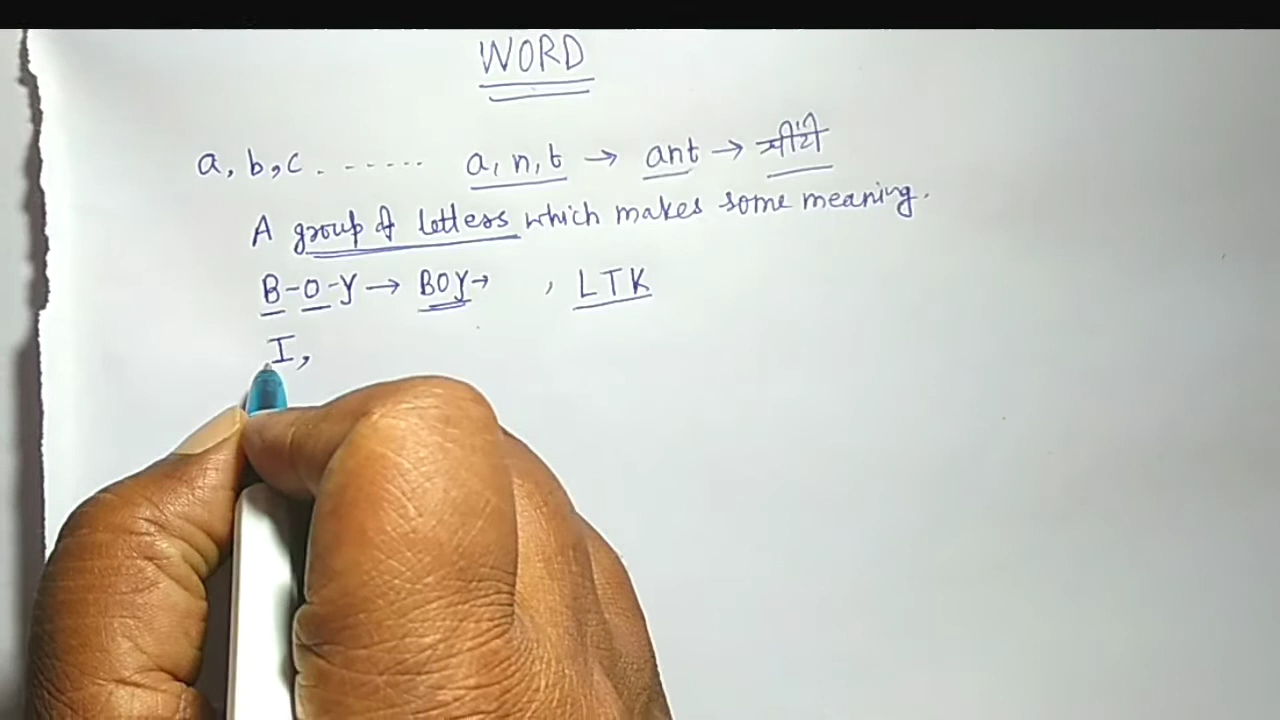 WORD
a, b, c . - - - - - a, n, t → ant → चींटी
A group of letters which makes some meaning.
B-O-Y → BOY → , LTK
I,